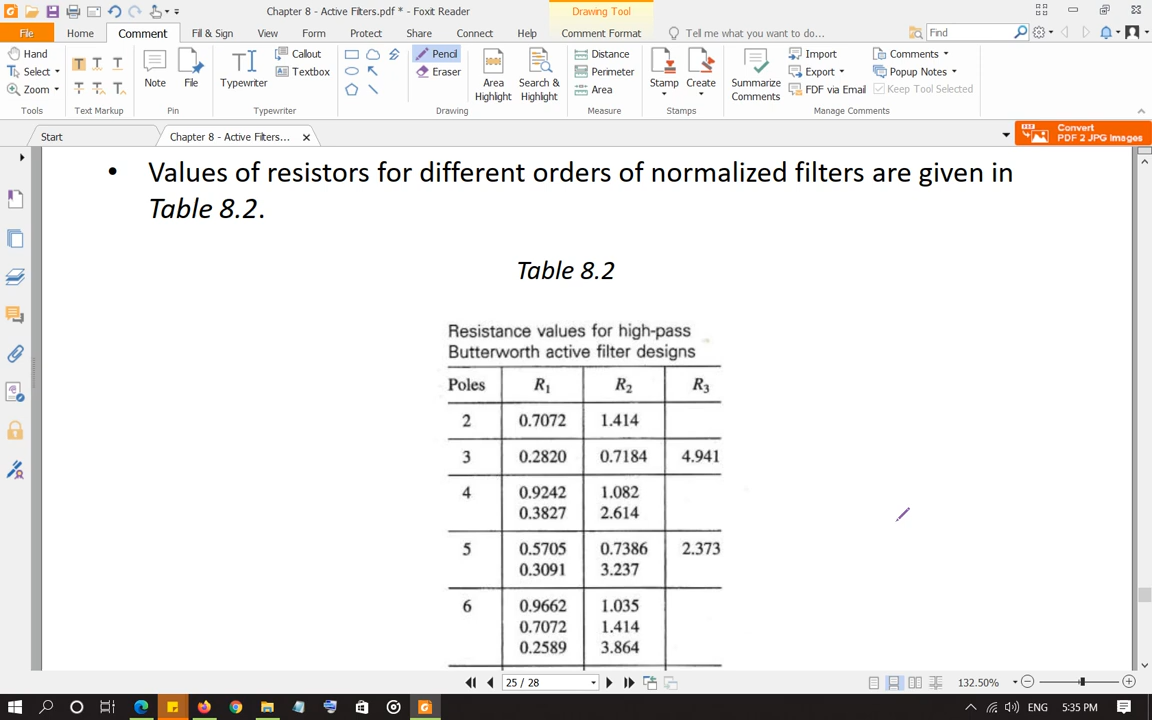 Chapter 8 - Active Filters.pdf * - Foxit Reader
Drawing Tool
File Home Comment Fill & Sign View Form Protect Share Connect Help Comment Format Tell me what you want to do... Find
Hand
Select
Zoom
Tools
T T T
T T T
Text Markup
Note File
Pin
Typewriter
Callout
Textbox
Typewriter
Pencil
Eraser
Drawing
Area Highlight
Search & Highlight
Distance
Perimeter
Area
Measure
Stamp Create
Stamps
Summarize Comments
Import
Export
FDF via Email
Comments
Popup Notes
Keep Tool Selected
Manage Comments
Start Chapter 8 - Active Filters....
Convert
PDF 2 JPG Images
• Values of resistors for different orders of normalized filters are given in
Table 8.2.
Table 8.2
Resistance values for high-pass
Butterworth active filter designs
Poles R1 R2 R3
2 0.7072 1.414
3 0.2820 0.7184 4.941
4 0.9242 1.082
0.3827 2.614
5 0.5705 0.7386 2.373
0.3091 3.237
6 0.9662 1.035
0.7072 1.414
0.2589 3.864
25 / 28 132.50%
ENG 5:35 PM